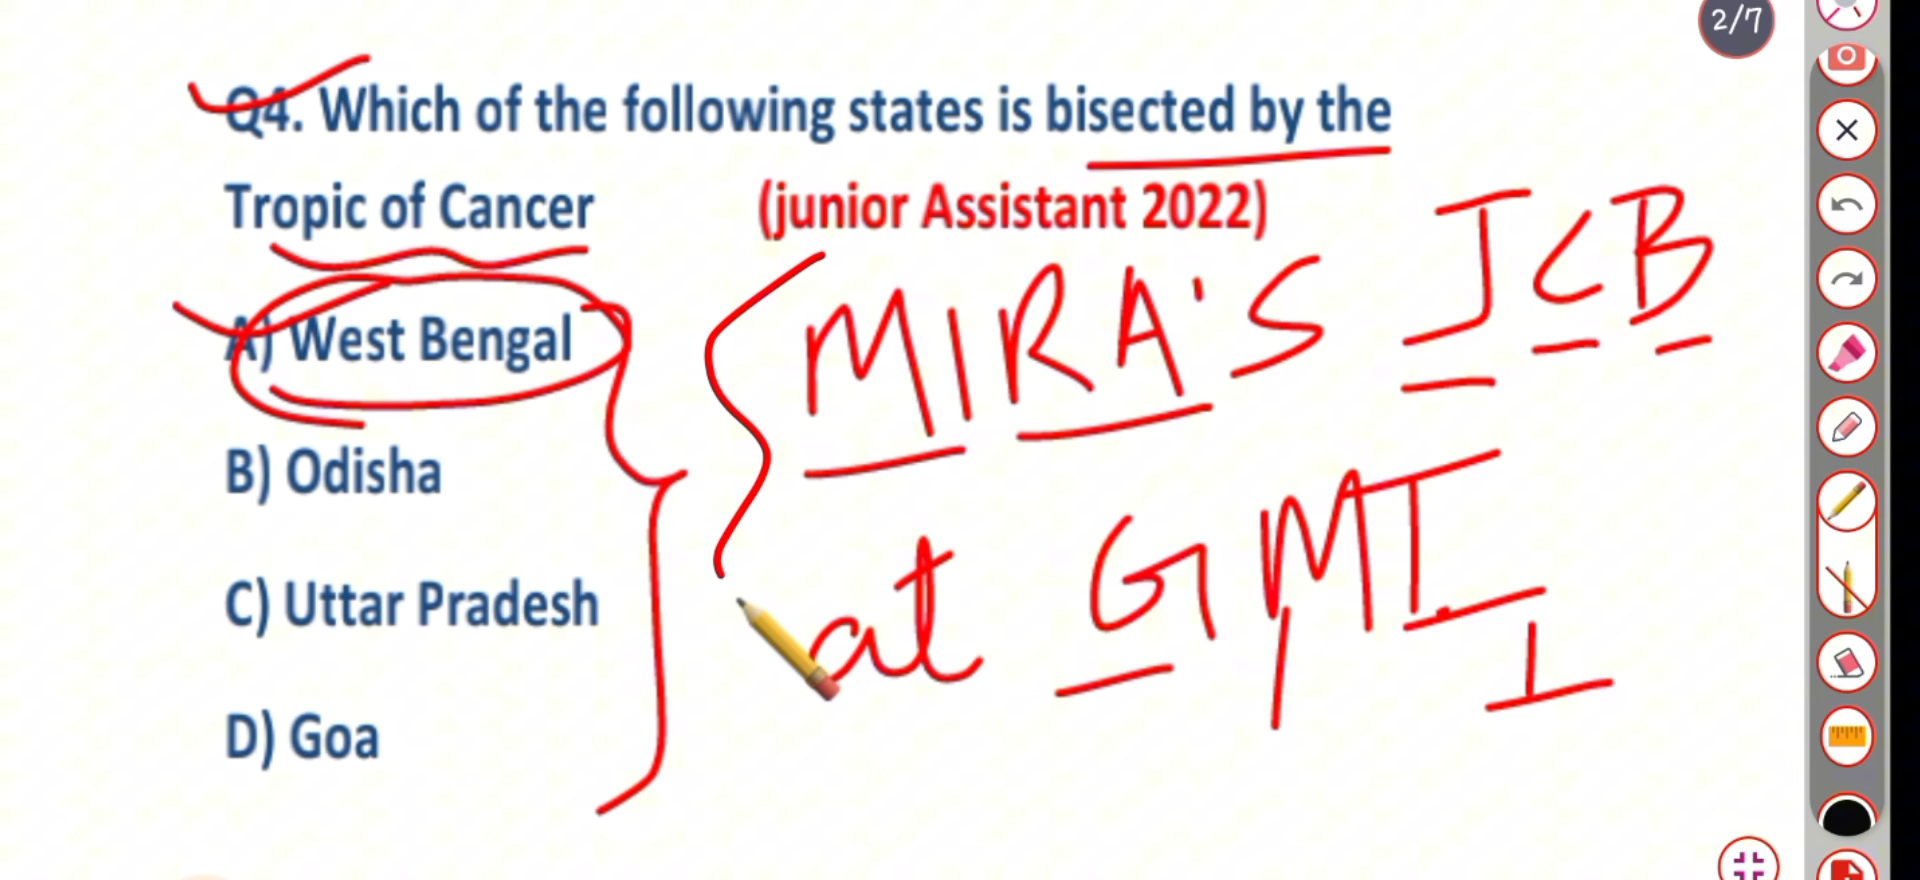 2/7
Q4. Which of the following states is bisected by the
Tropic of Cancer (junior Assistant 2022)
A) West Bengal
B) Odisha
C) Uttar Pradesh
D) Goa
MIRA'S JCB
at GMT
I